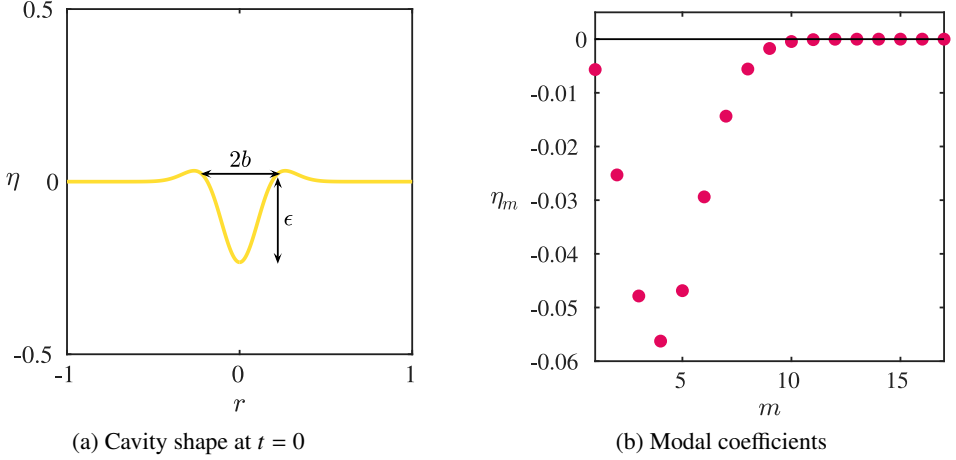 0.5
η
0
-0.5
-1
0
1
r
2b
ϵ
(a) Cavity shape at t = 0
0
-0.01
-0.02
-0.03
-0.04
-0.05
-0.06
ηm
5
10
15
m
(b) Modal coefficients